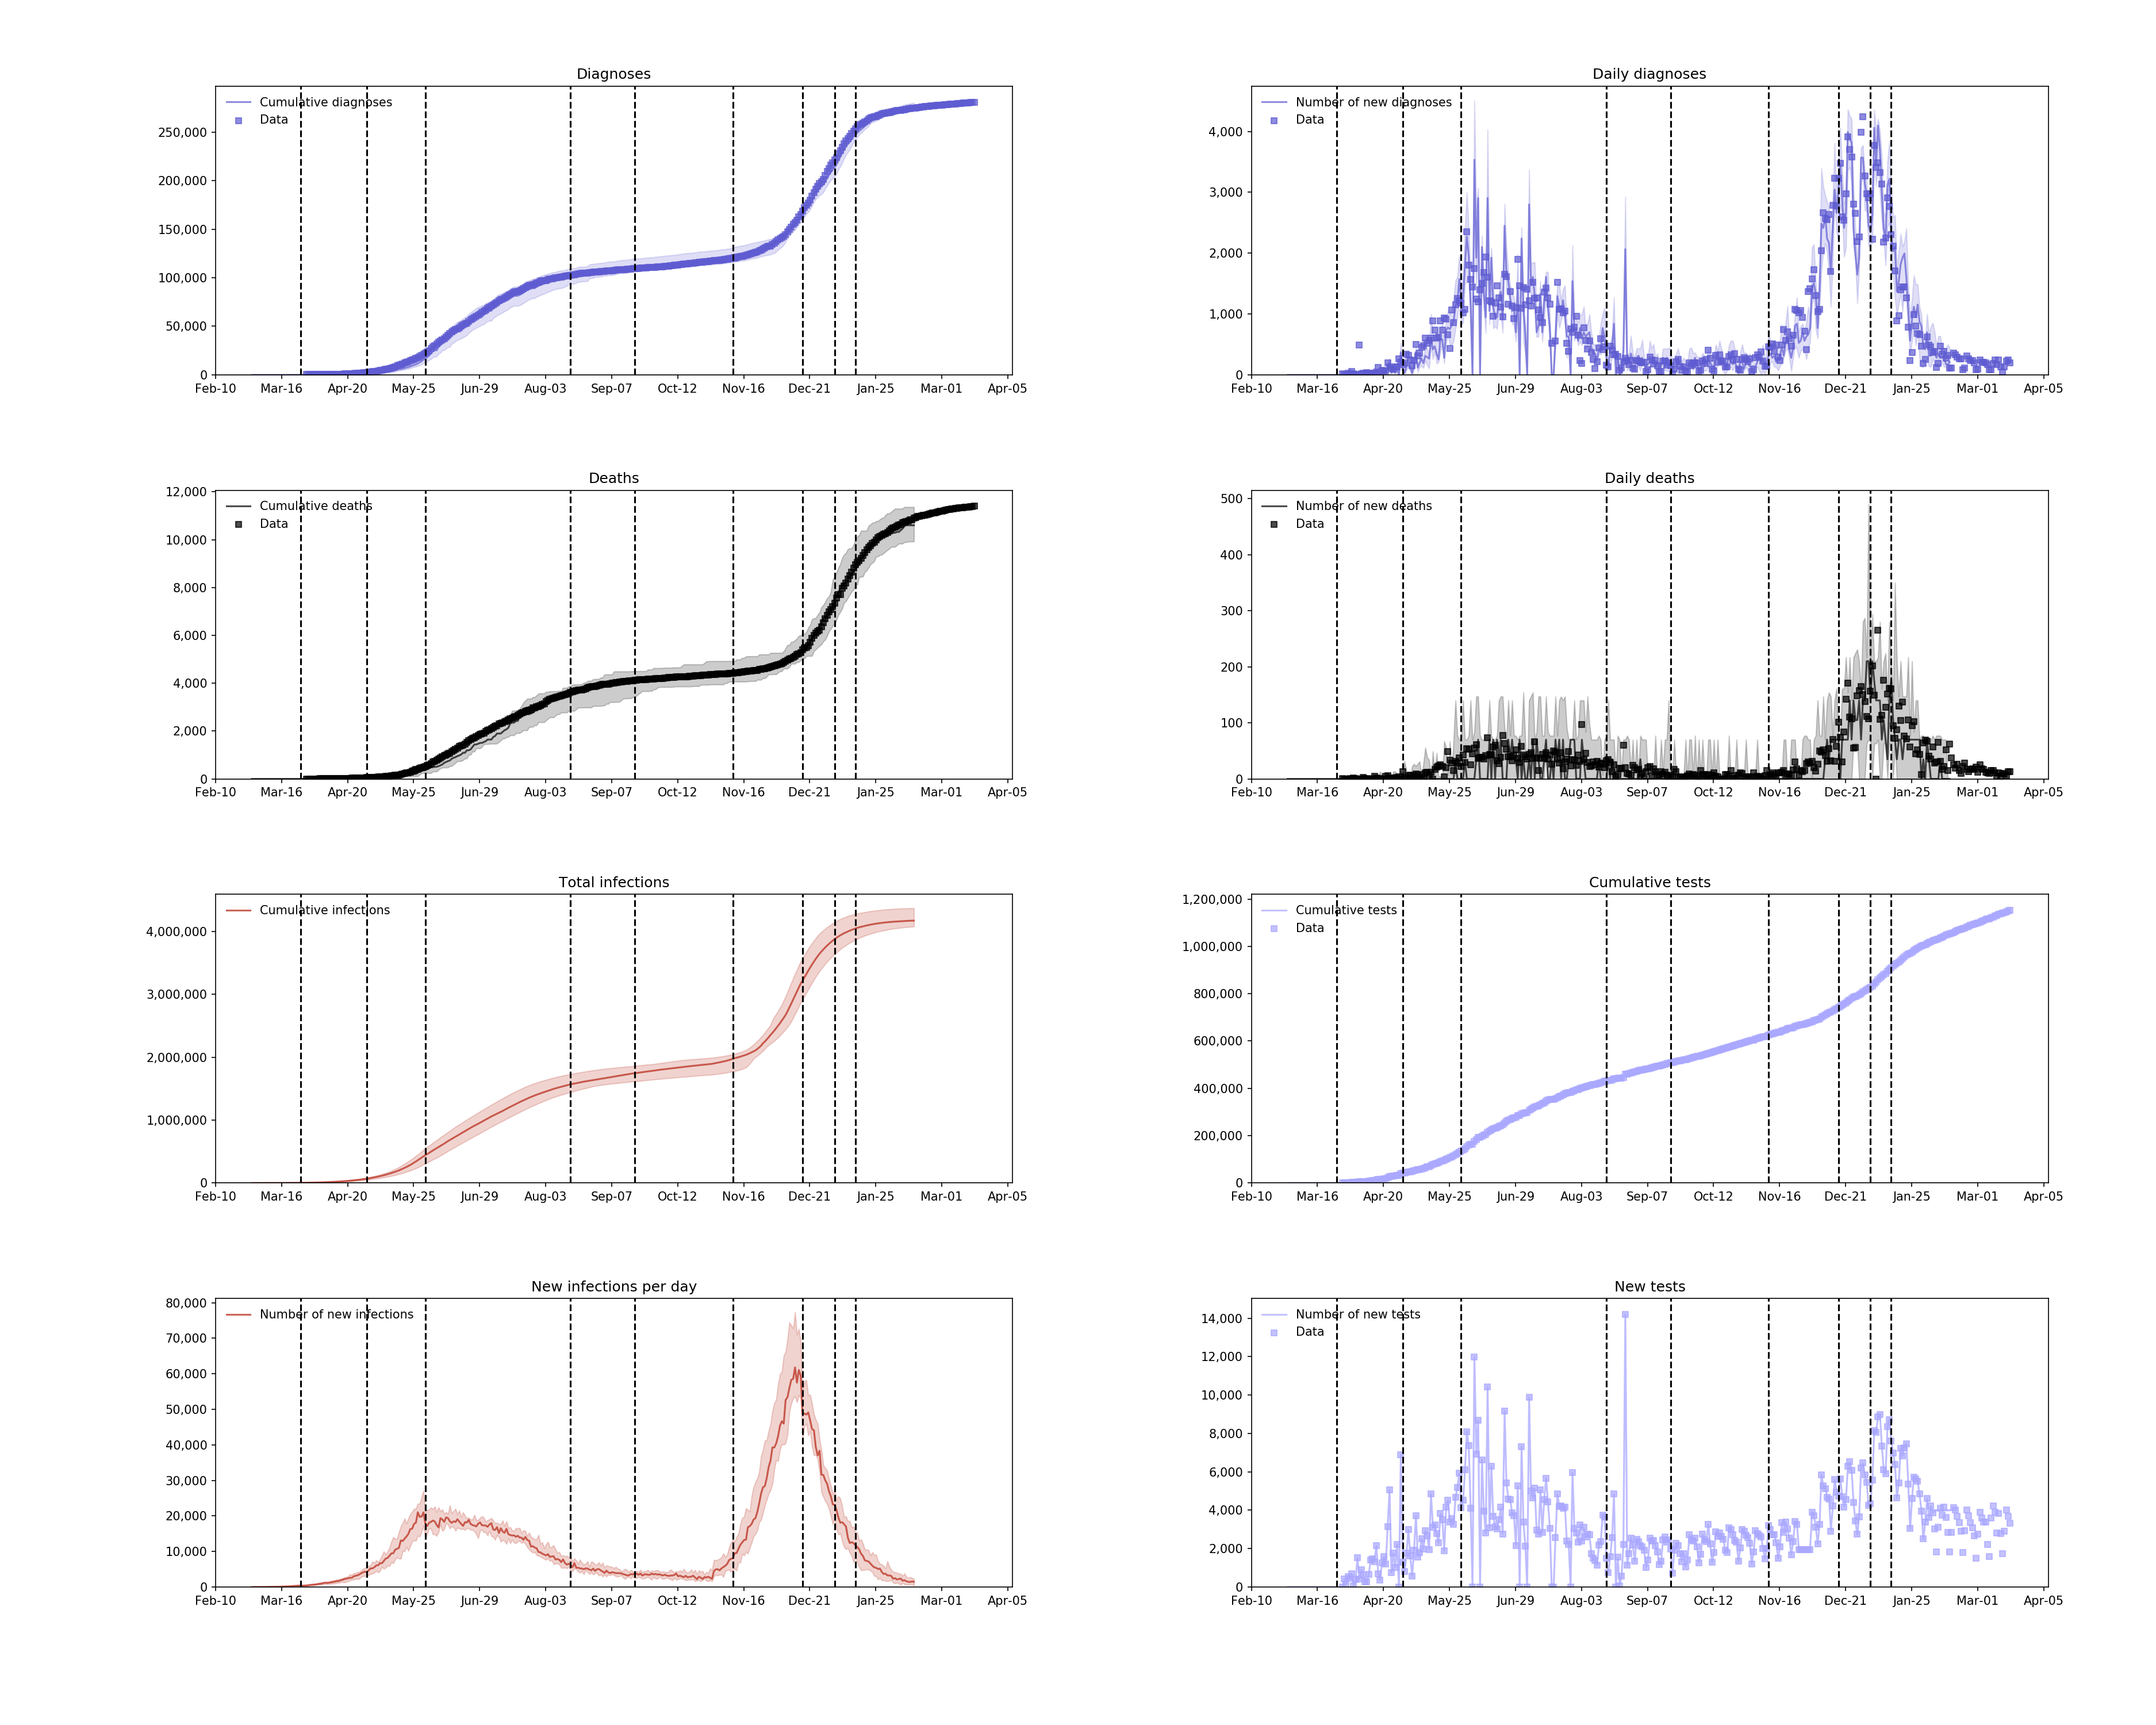 Diagnoses
Cumulative diagnoses
Data
250,000
200,000
150,000
100,000
50,000
0
Feb-10 Mar-16 Apr-20 May-25 Jun-29 Aug-03 Sep-07 Oct-12 Nov-16 Dec-21 Jan-25 Mar-01 Apr-05
Daily diagnoses
Number of new diagnoses
Data
4,000
3,000
2,000
1,000
0
Feb-10 Mar-16 Apr-20 May-25 Jun-29 Aug-03 Sep-07 Oct-12 Nov-16 Dec-21 Jan-25 Mar-01 Apr-05
Deaths
Cumulative deaths
Data
12,000
10,000
8,000
6,000
4,000
2,000
0
Feb-10 Mar-16 Apr-20 May-25 Jun-29 Aug-03 Sep-07 Oct-12 Nov-16 Dec-21 Jan-25 Mar-01 Apr-05
Daily deaths
Number of new deaths
Data
500
400
300
200
100
0
Feb-10 Mar-16 Apr-20 May-25 Jun-29 Aug-03 Sep-07 Oct-12 Nov-16 Dec-21 Jan-25 Mar-01 Apr-05
Total infections
Cumulative infections
4,000,000
3,000,000
2,000,000
1,000,000
0
Feb-10 Mar-16 Apr-20 May-25 Jun-29 Aug-03 Sep-07 Oct-12 Nov-16 Dec-21 Jan-25 Mar-01 Apr-05
Cumulative tests
Cumulative tests
Data
1,200,000
1,000,000
800,000
600,000
400,000
200,000
0
Feb-10 Mar-16 Apr-20 May-25 Jun-29 Aug-03 Sep-07 Oct-12 Nov-16 Dec-21 Jan-25 Mar-01 Apr-05
New infections per day
Number of new infections
80,000
70,000
60,000
50,000
40,000
30,000
20,000
10,000
0
Feb-10 Mar-16 Apr-20 May-25 Jun-29 Aug-03 Sep-07 Oct-12 Nov-16 Dec-21 Jan-25 Mar-01 Apr-05
New tests
Number of new tests
Data
14,000
12,000
10,000
8,000
6,000
4,000
2,000
0
Feb-10 Mar-16 Apr-20 May-25 Jun-29 Aug-03 Sep-07 Oct-12 Nov-16 Dec-21 Jan-25 Mar-01 Apr-05